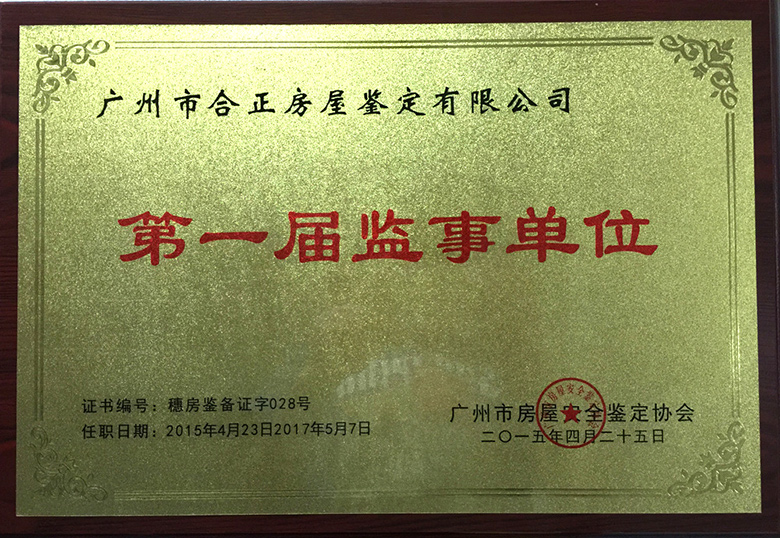 广州市合正房屋鉴定有限公司
第一届监事单位
证书编号：穗房鉴备证字028号
任职日期：2015年4月23日2017年5月7日
广州市房屋安全鉴定协会
二〇一五年四月二十五日